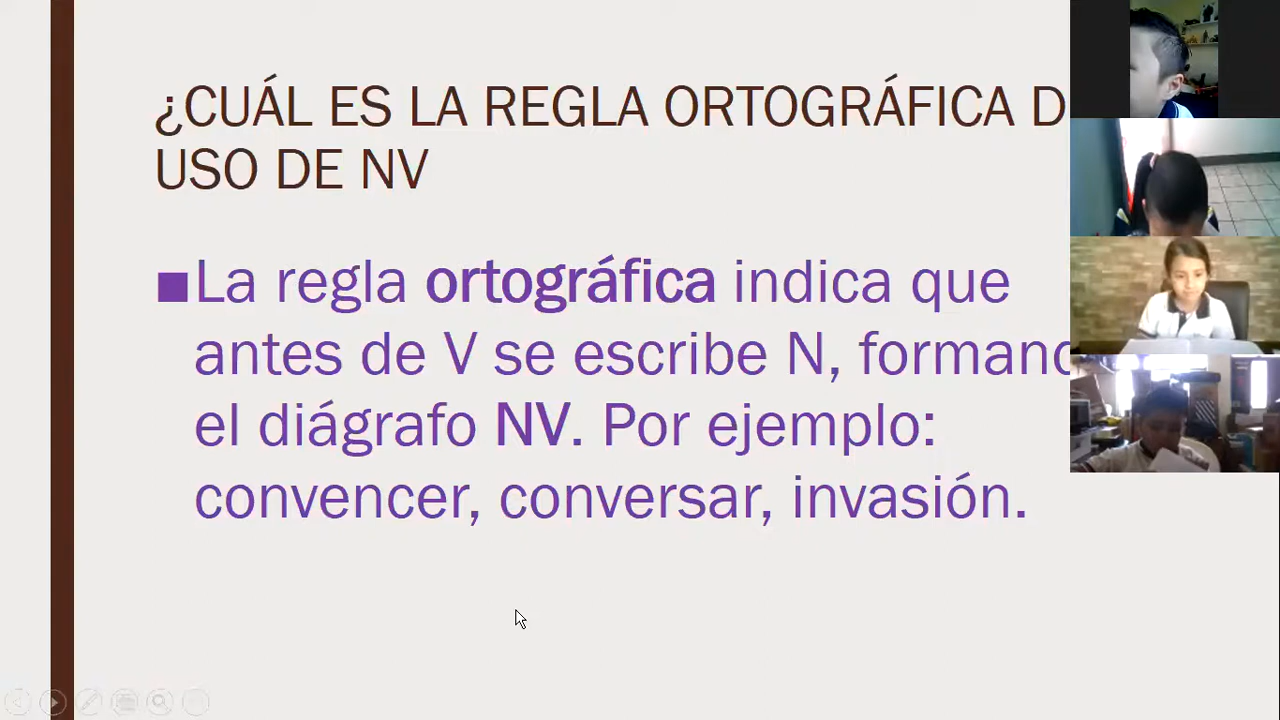 ¿CUÁL ES LA REGLA ORTOGRÁFICA D
USO DE NV
La regla ortográfica indica que
antes de V se escribe N, formand
el diágrafo NV. Por ejemplo:
convencer, conversar, invasión.